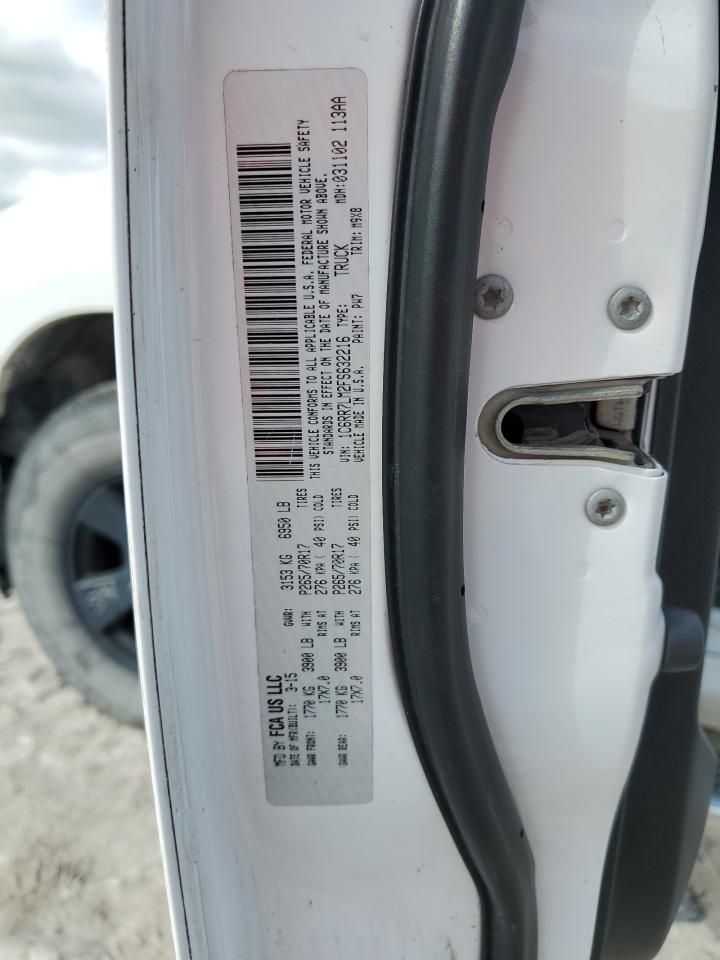 MFD BY FCA US LLC
DATE OF MFR(BUILT): 3-15 GVWR: 3153 KG 6950 LB
GAWR FRONT: 1770 KG 3900 LB WITH P265/70R17 TIRES
17X7.0 RIMS AT 276 KPA ( 40 PSI) COLD
GAWR REAR: 1770 KG 3900 LB WITH P265/70R17 TIRES
17X7.0 RIMS AT 276 KPA ( 40 PSI) COLD
THIS VEHICLE CONFORMS TO ALL APPLICABLE U.S.A. FEDERAL MOTOR VEHICLE SAFETY
STANDARDS IN EFFECT ON THE DATE OF MANUFACTURE SHOWN ABOVE.
VIN: 1C6RR7LM2FS632216 TYPE: TRUCK MDH: 031102 113AA
VEHICLE MADE IN U.S.A. PAINT: PW7 TRIM: M9X8